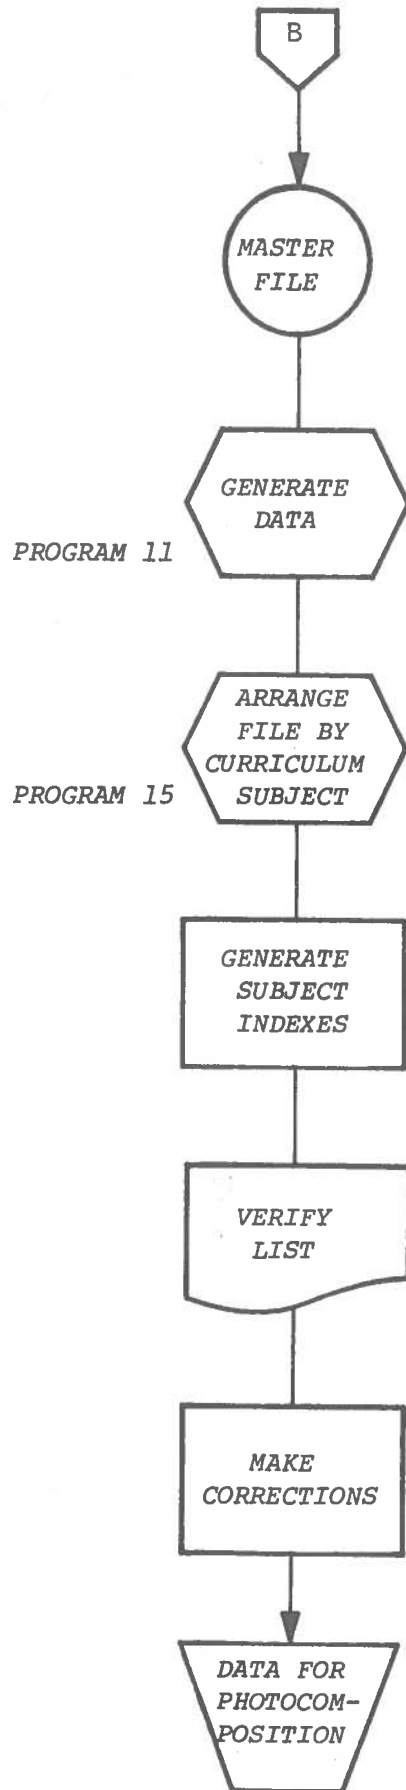 B
MASTER
FILE
GENERATE
DATA
PROGRAM 11
ARRANGE
FILE BY
CURRICULUM
SUBJECT
PROGRAM 15
GENERATE
SUBJECT
INDEXES
VERIFY
LIST
MAKE
CORRECTIONS
DATA FOR
PHOTOCOM-
POSITION